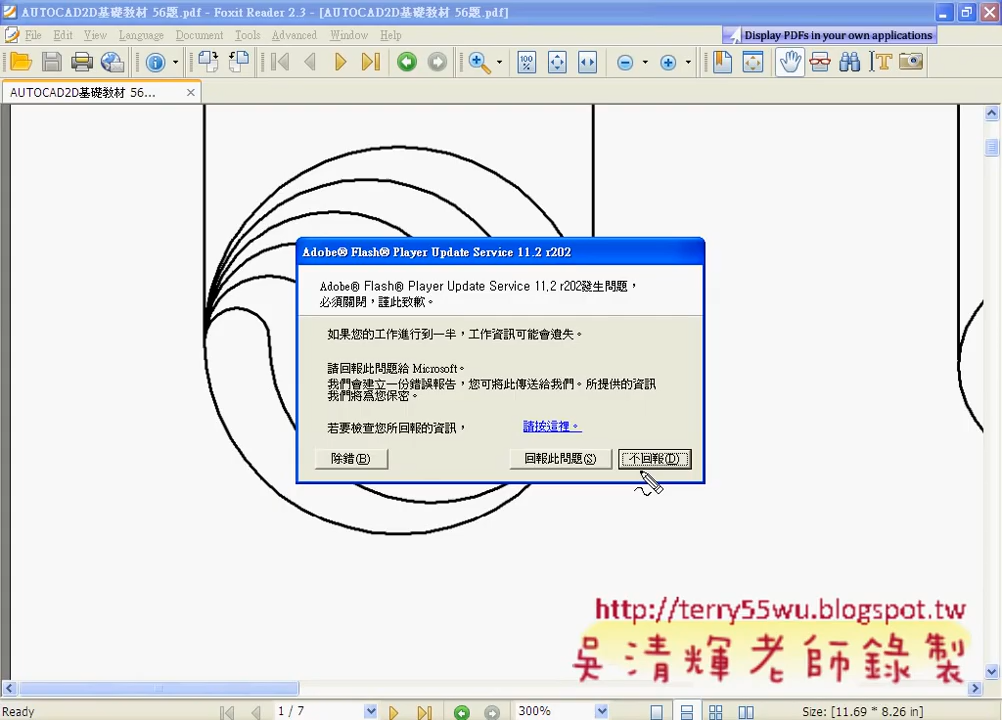 AUTOCAD2D基礎教材 56題.pdf - Foxit Reader 2.3 - [AUTOCAD2D基礎教材 56題.pdf]
File Edit View Language Document Tools Advanced Window Help
Display PDFs in your own applications
AUTOCAD2D基礎教材 56...
Adobe® Flash® Player Update Service 11.2 r202
Adobe® Flash® Player Update Service 11.2 r202發生問題，
必須關閉，謹此致歉。
如果您的工作進行到一半，工作資訊可能會遺失。
請回報此問題給 Microsoft。
我們會建立一份錯誤報告，您可將此傳送給我們。所提供的資訊
我們將為您保密。
若要檢查您所回報的資訊， 請按這裡。
除錯(B) 回報此問題(S) 不回報(D)
http://terry55wu.blogspot.tw
吳清輝老師錄製
Ready 1 / 7 300% Size: [11.69 * 8.26 in]